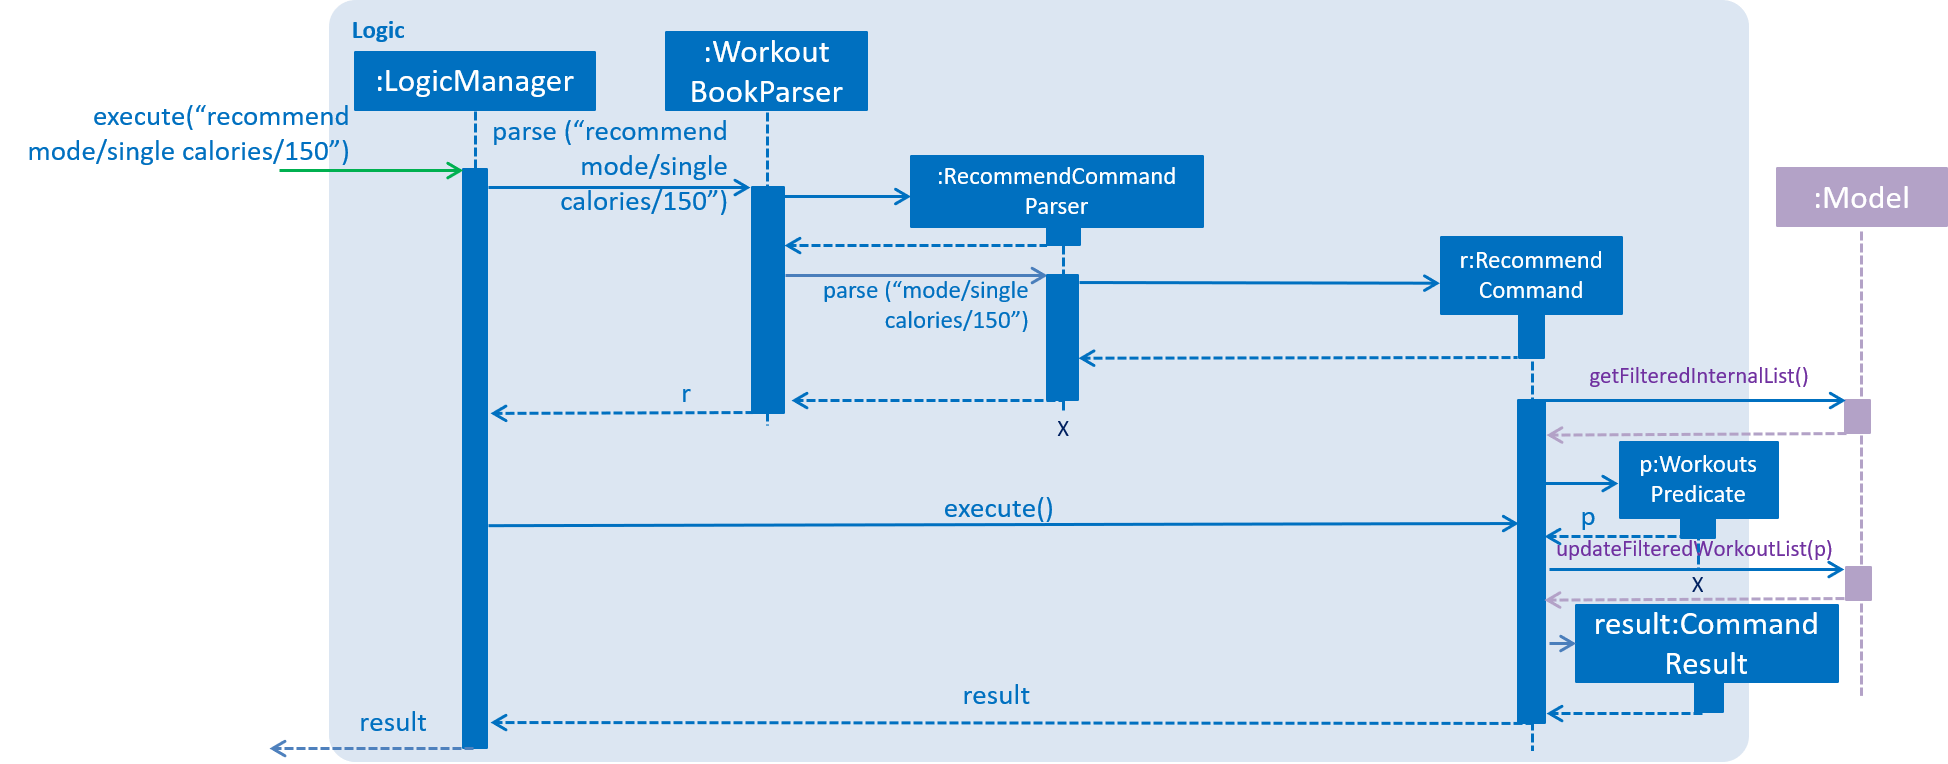 Logic
:LogicManager
:Workout
BookParser
execute(“recommend
mode/single calories/150”)
parse (“recommend
mode/single
calories/150”)
:RecommendCommand
Parser
:Model
r:Recommend
Command
parse (“mode/single
calories/150”)
getFilteredInternalList()
r
X
p:Workouts
Predicate
execute()
p
updateFilteredWorkoutList(p)
X
result:Command
Result
result
result